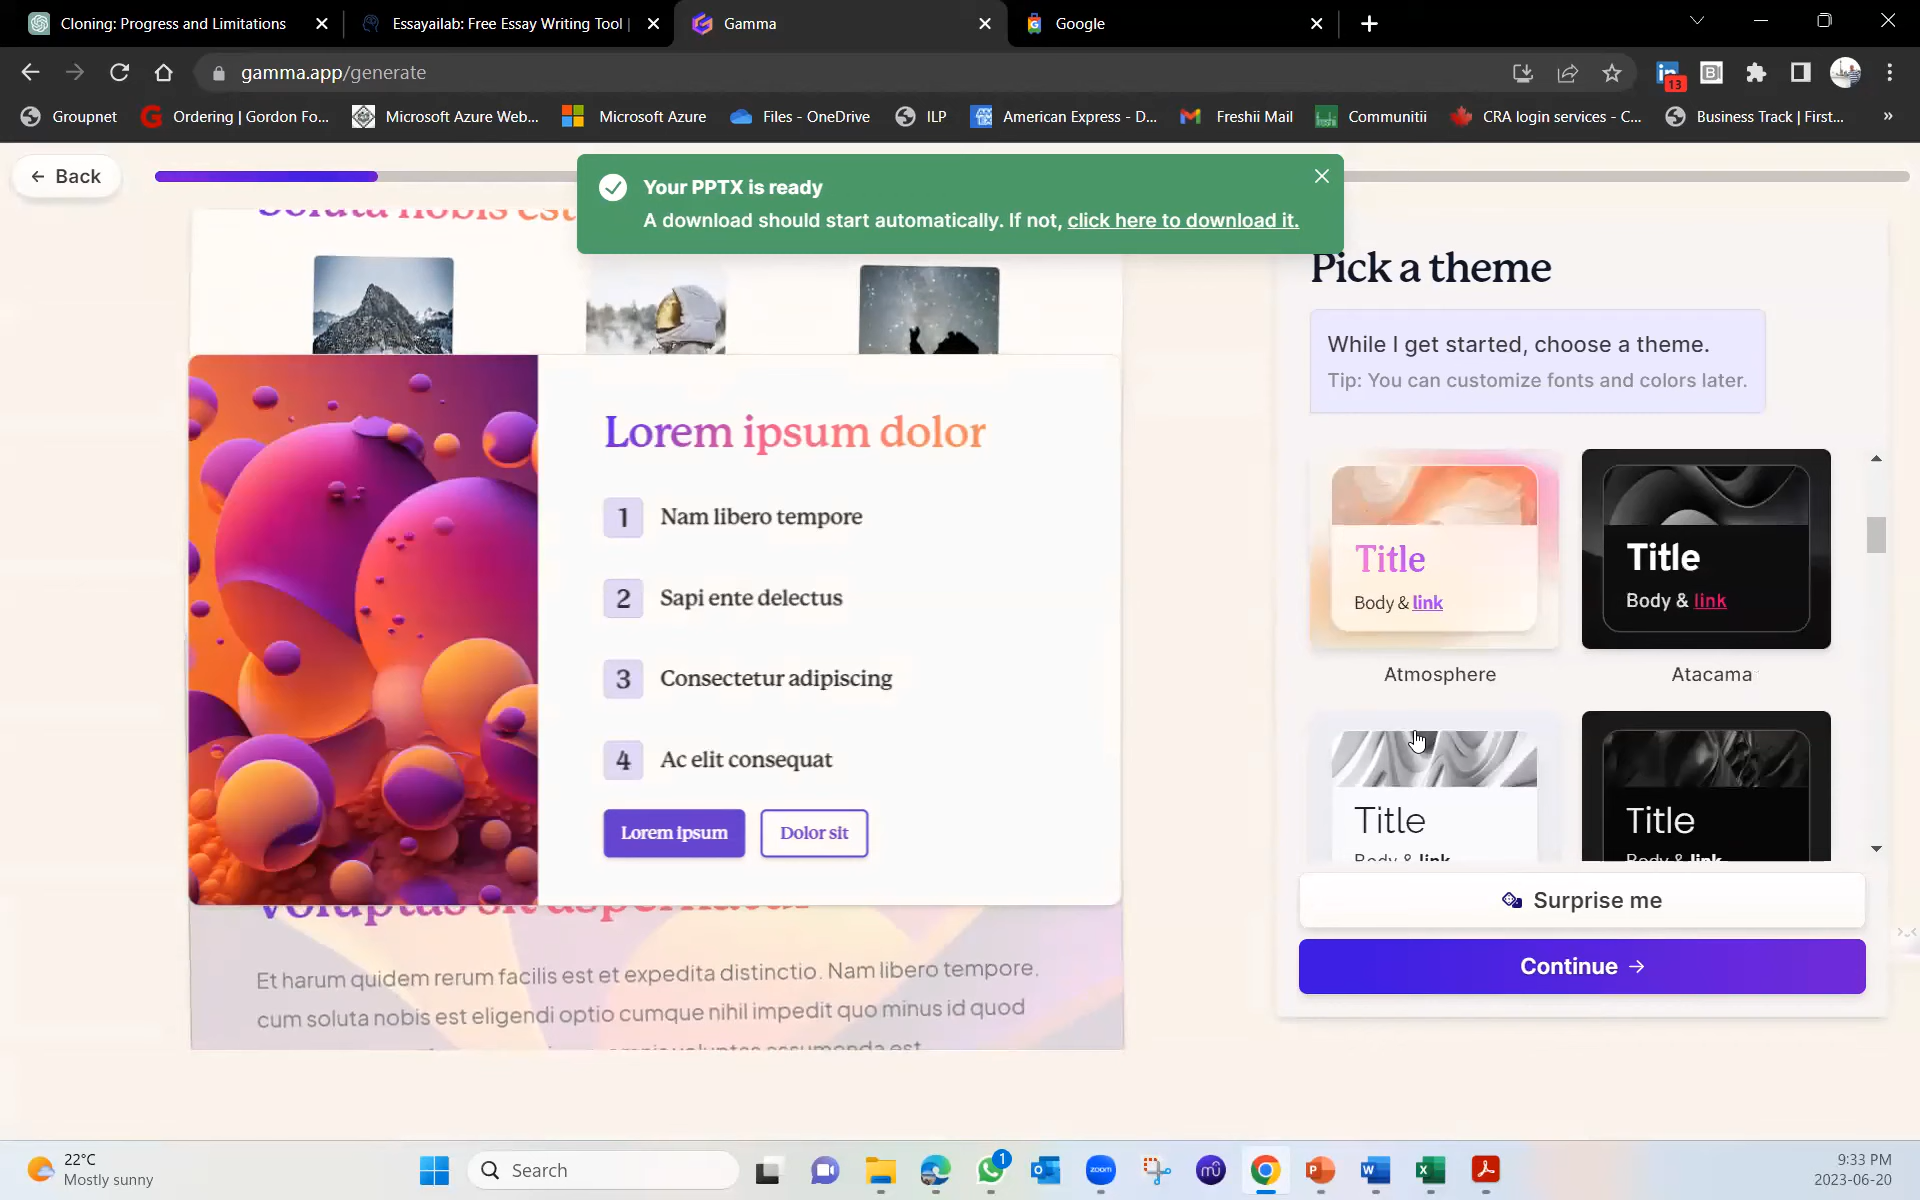 Cloning: Progress and Limitations
Essayailab: Free Essay Writing Tool |
Gamma
Google
gamma.app/generate
13
Groupnet
Ordering | Gordon Fo...
Microsoft Azure Web...
Microsoft Azure
Files - OneDrive
ILP
American Express - D...
Freshii Mail
Communitii
CRA login services - C...
Business Track | First...
»
← Back
Your PPTX is ready
A download should start automatically. If not, click here to download it.
Lorem ipsum dolor
1 Nam libero tempore
2 Sapi ente delectus
3 Consectetur adipiscing
4 Ac elit consequat
Lorem ipsum
Dolor sit
Et harum quidem rerum facilis est et expedita distinctio. Nam libero tempore,
cum soluta nobis est eligendi optio cumque nihil impedit quo minus id quod
Pick a theme
While I get started, choose a theme.
Tip: You can customize fonts and colors later.
Title
Body & link
Atmosphere
Title
Body & link
Atacama
Title
Body & link
Title
Body & link
Surprise me
Continue →
22°C
Mostly sunny
Search
1
zoom
9:33 PM
2023-06-20